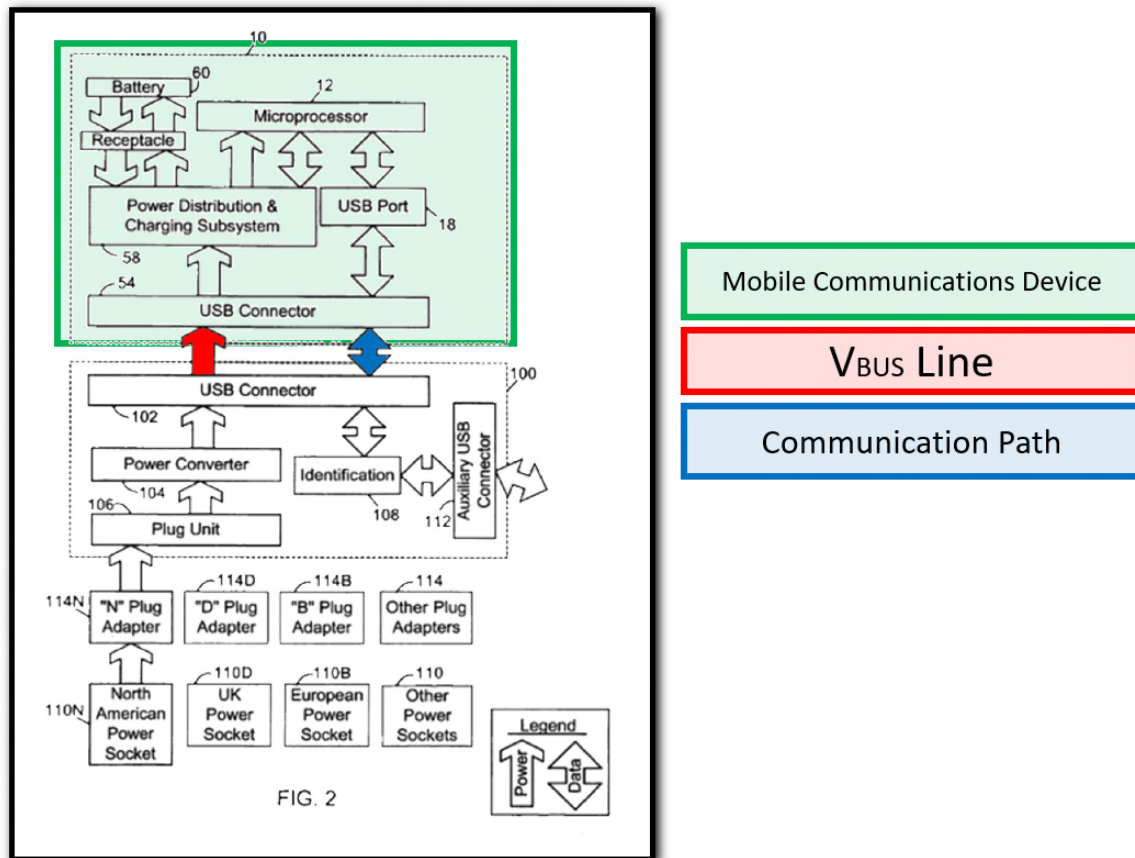 10
Battery
60
12
Microprocessor
Receptacle
Power Distribution &
Charging Subsystem
USB Port
58
18
54
USB Connector
100
USB Connector
102
Power Converter
104
Identification
108
Auxiliary USB
Connector
112
106
Plug Unit
114N
"N" Plug
Adapter
114D
"D" Plug
Adapter
114B
"B" Plug
Adapter
114
Other Plug
Adapters
110N
North
American
Power
Socket
110D
UK
Power
Socket
110B
European
Power
Socket
110
Other
Power
Sockets
Legend
Power
Data
FIG. 2
Mobile Communications Device
VBUS Line
Communication Path